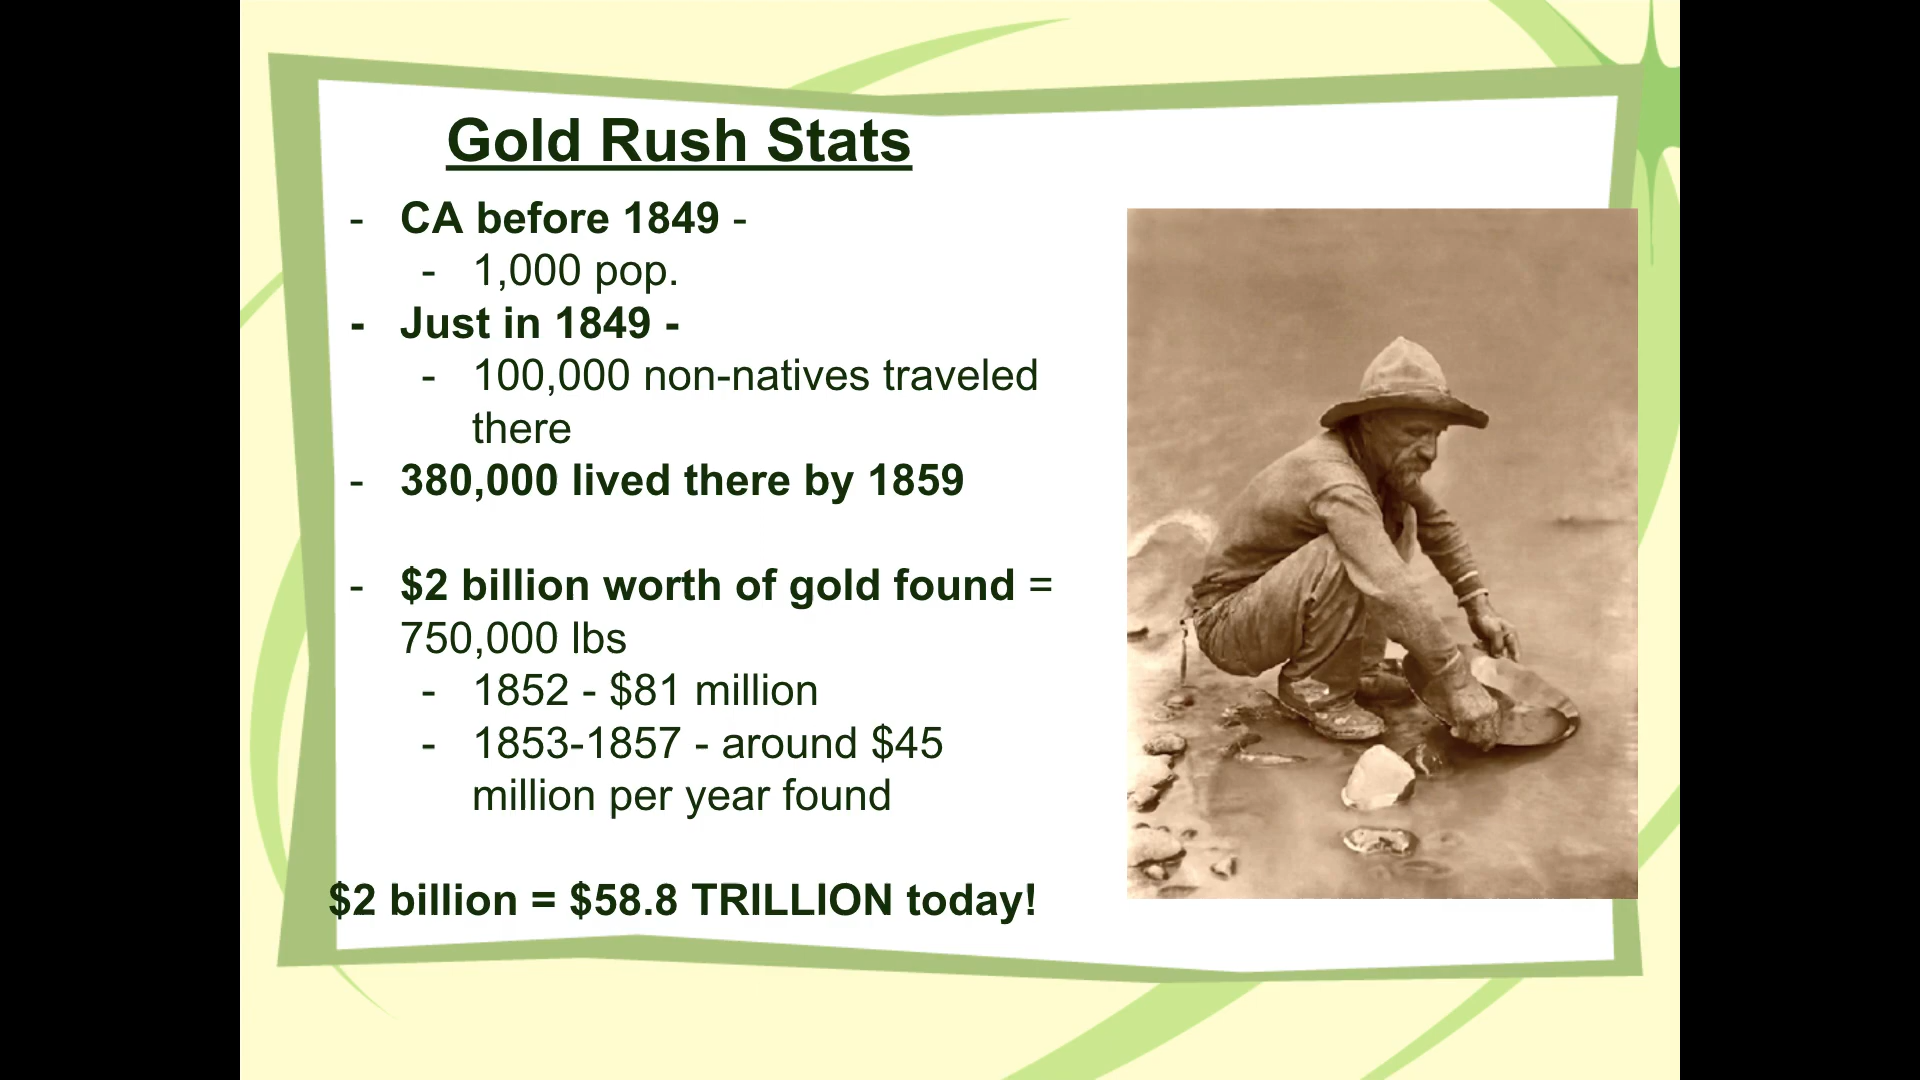 Gold Rush Stats
- CA before 1849 -
- 1,000 pop.
- Just in 1849 -
- 100,000 non-natives traveled
there
- 380,000 lived there by 1859
- $2 billion worth of gold found =
750,000 lbs
- 1852 - $81 million
- 1853-1857 - around $45
million per year found
$2 billion = $58.8 TRILLION today!